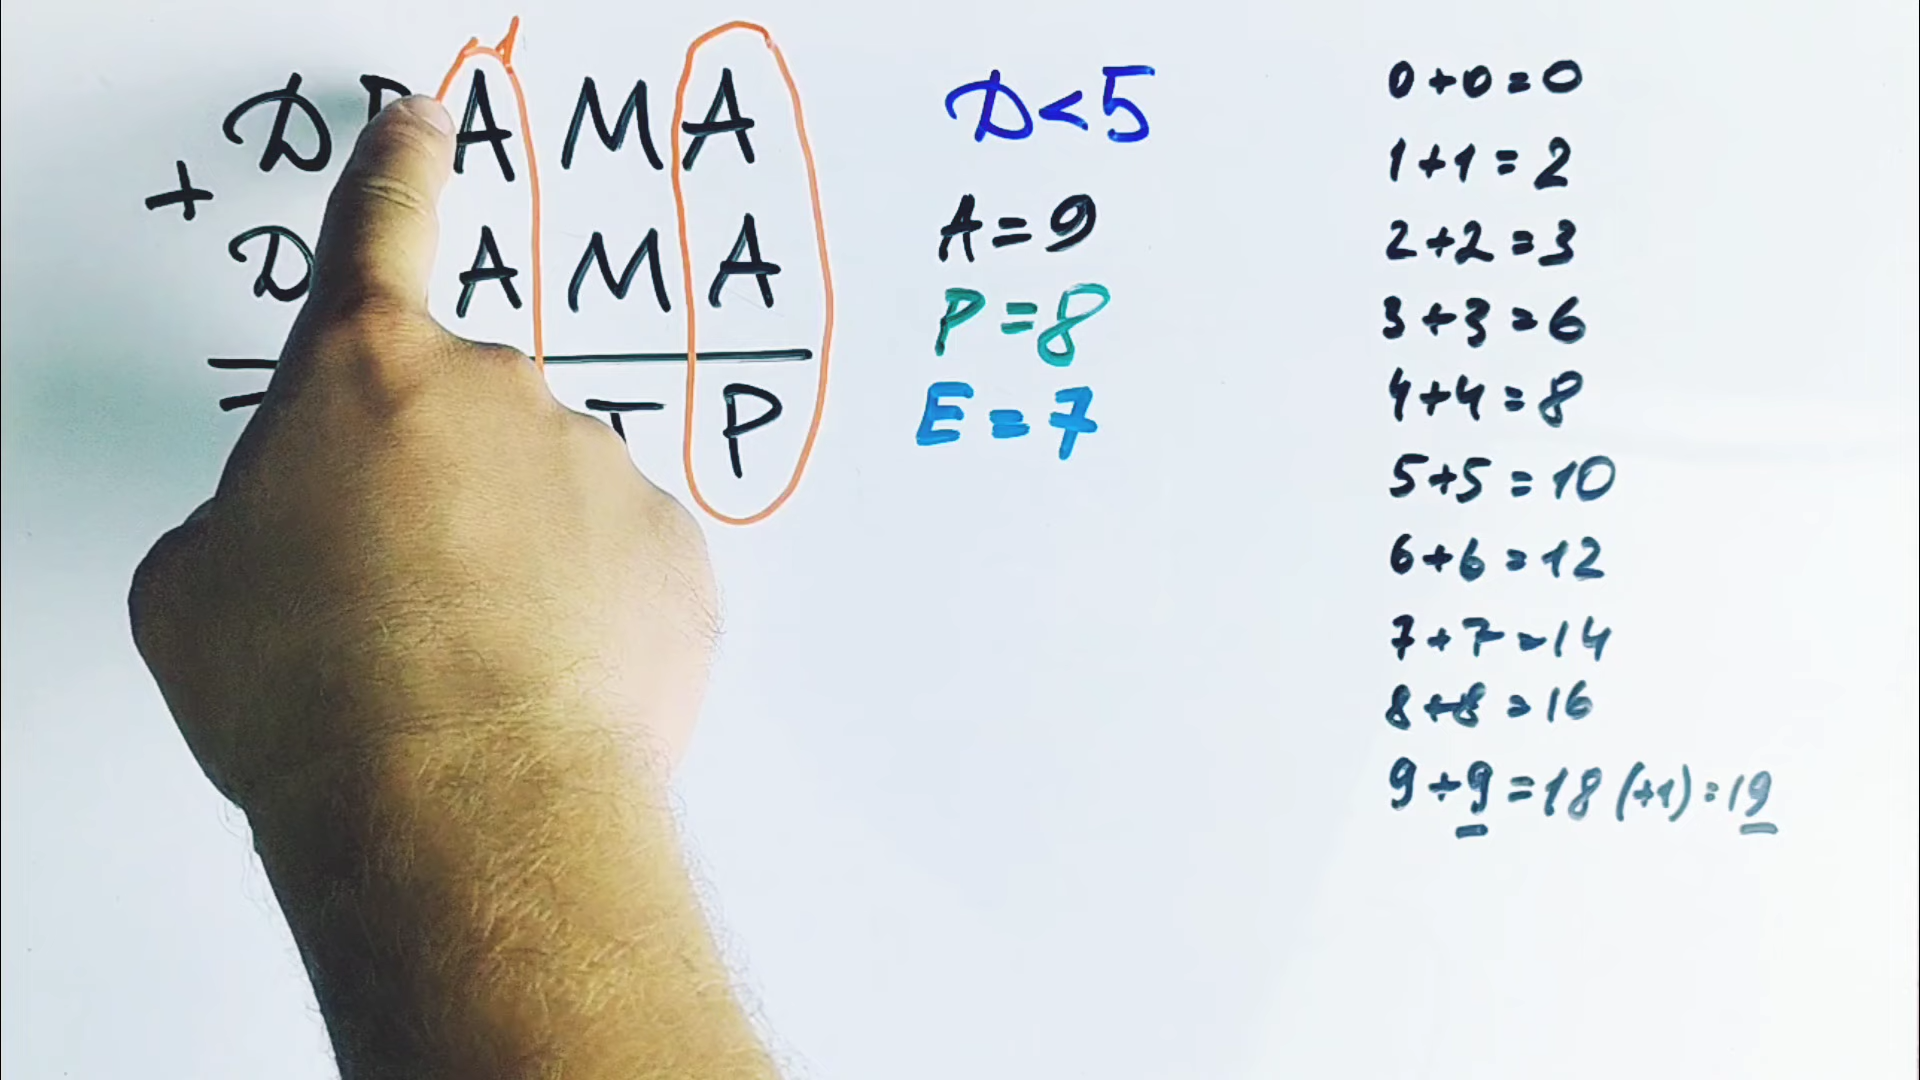 D A M A
+
D A M A
= T P
D < 5
A = 9
P = 8
E = 7
0 + 0 = 0
1 + 1 = 2
2 + 2 = 3
3 + 3 = 6
4 + 4 = 8
5 + 5 = 10
6 + 6 = 12
7 + 7 = 14
8 + 8 = 16
9 + 9 = 18 (+1) = 19